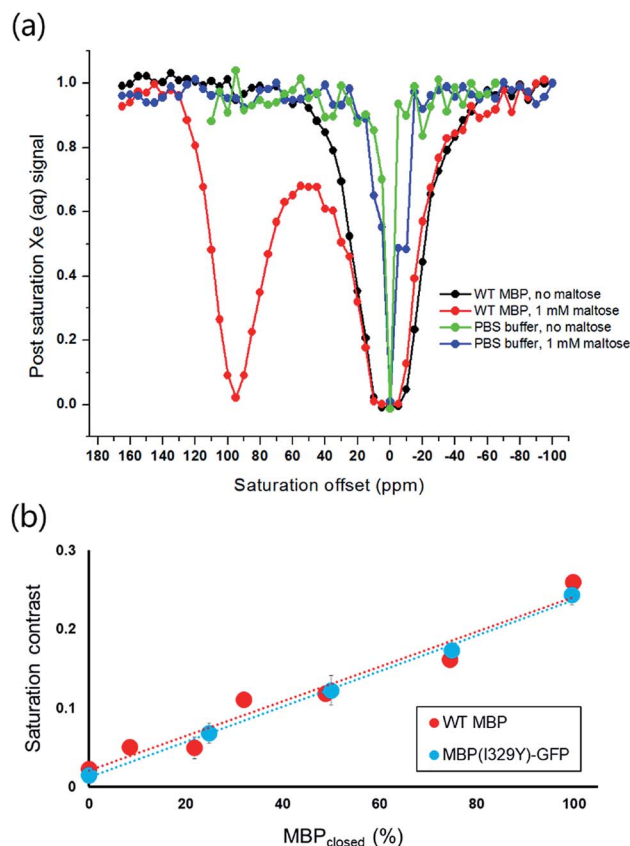 (a)
Post saturation Xe (aq) signal
1.0
0.8
0.6
0.4
0.2
0.0
WT MBP, no maltose
WT MBP, 1 mM maltose
PBS buffer, no maltose
PBS buffer, 1 mM maltose
180 160 140 120 100 80 60 40 20 0 -20 -40 -60 -80 -100
Saturation offset (ppm)
(b)
Saturation contrast
0.3
0.2
0.1
0
WT MBP
MBP(I329Y)-GFP
0 20 40 60 80 100
MBPclosed (%)